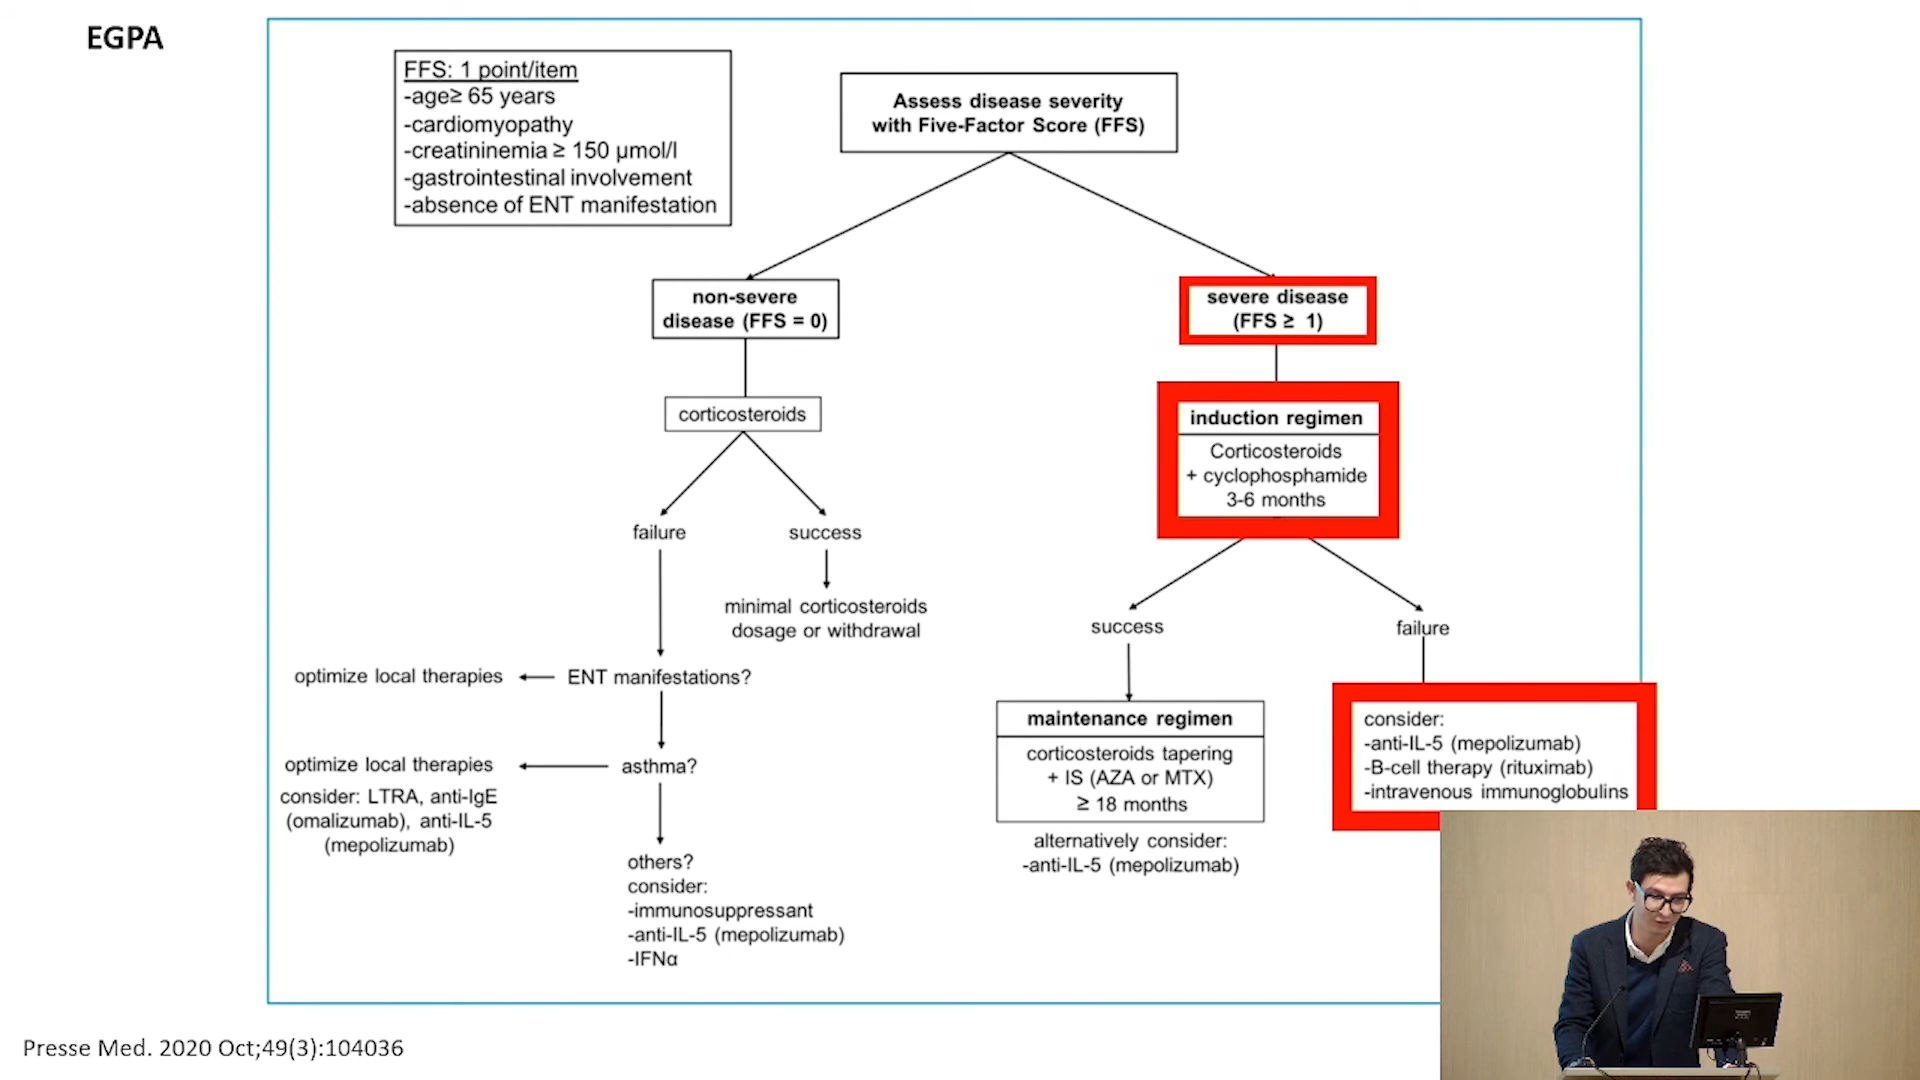 EGPA
FFS: 1 point/item
-age≥ 65 years
-cardiomyopathy
-creatininemia ≥ 150 µmol/l
-gastrointestinal involvement
-absence of ENT manifestation
Assess disease severity
with Five-Factor Score (FFS)
non-severe
disease (FFS = 0)
severe disease
(FFS ≥ 1)
corticosteroids
induction regimen
Corticosteroids
+ cyclophosphamide
3-6 months
failure
success
minimal corticosteroids
dosage or withdrawal
success
failure
optimize local therapies
ENT manifestations?
maintenance regimen
corticosteroids tapering
+ IS (AZA or MTX)
≥ 18 months
alternatively consider:
-anti-IL-5 (mepolizumab)
consider:
-anti-IL-5 (mepolizumab)
-B-cell therapy (rituximab)
-intravenous immunoglobulins
optimize local therapies
asthma?
consider: LTRA, anti-IgE
(omalizumab), anti-IL-5
(mepolizumab)
others?
consider:
-immunosuppressant
-anti-IL-5 (mepolizumab)
-IFNα
Presse Med. 2020 Oct;49(3):104036